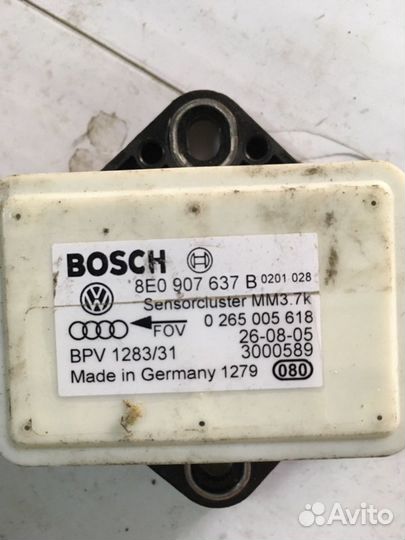 BOSCH
8E0 907 637 B 0201 028
Sensorcluster MM3.7k
FOV 0 265 005 618
26-08-05
BPV 1283/31 3000589
Made in Germany 1279 080
Avito